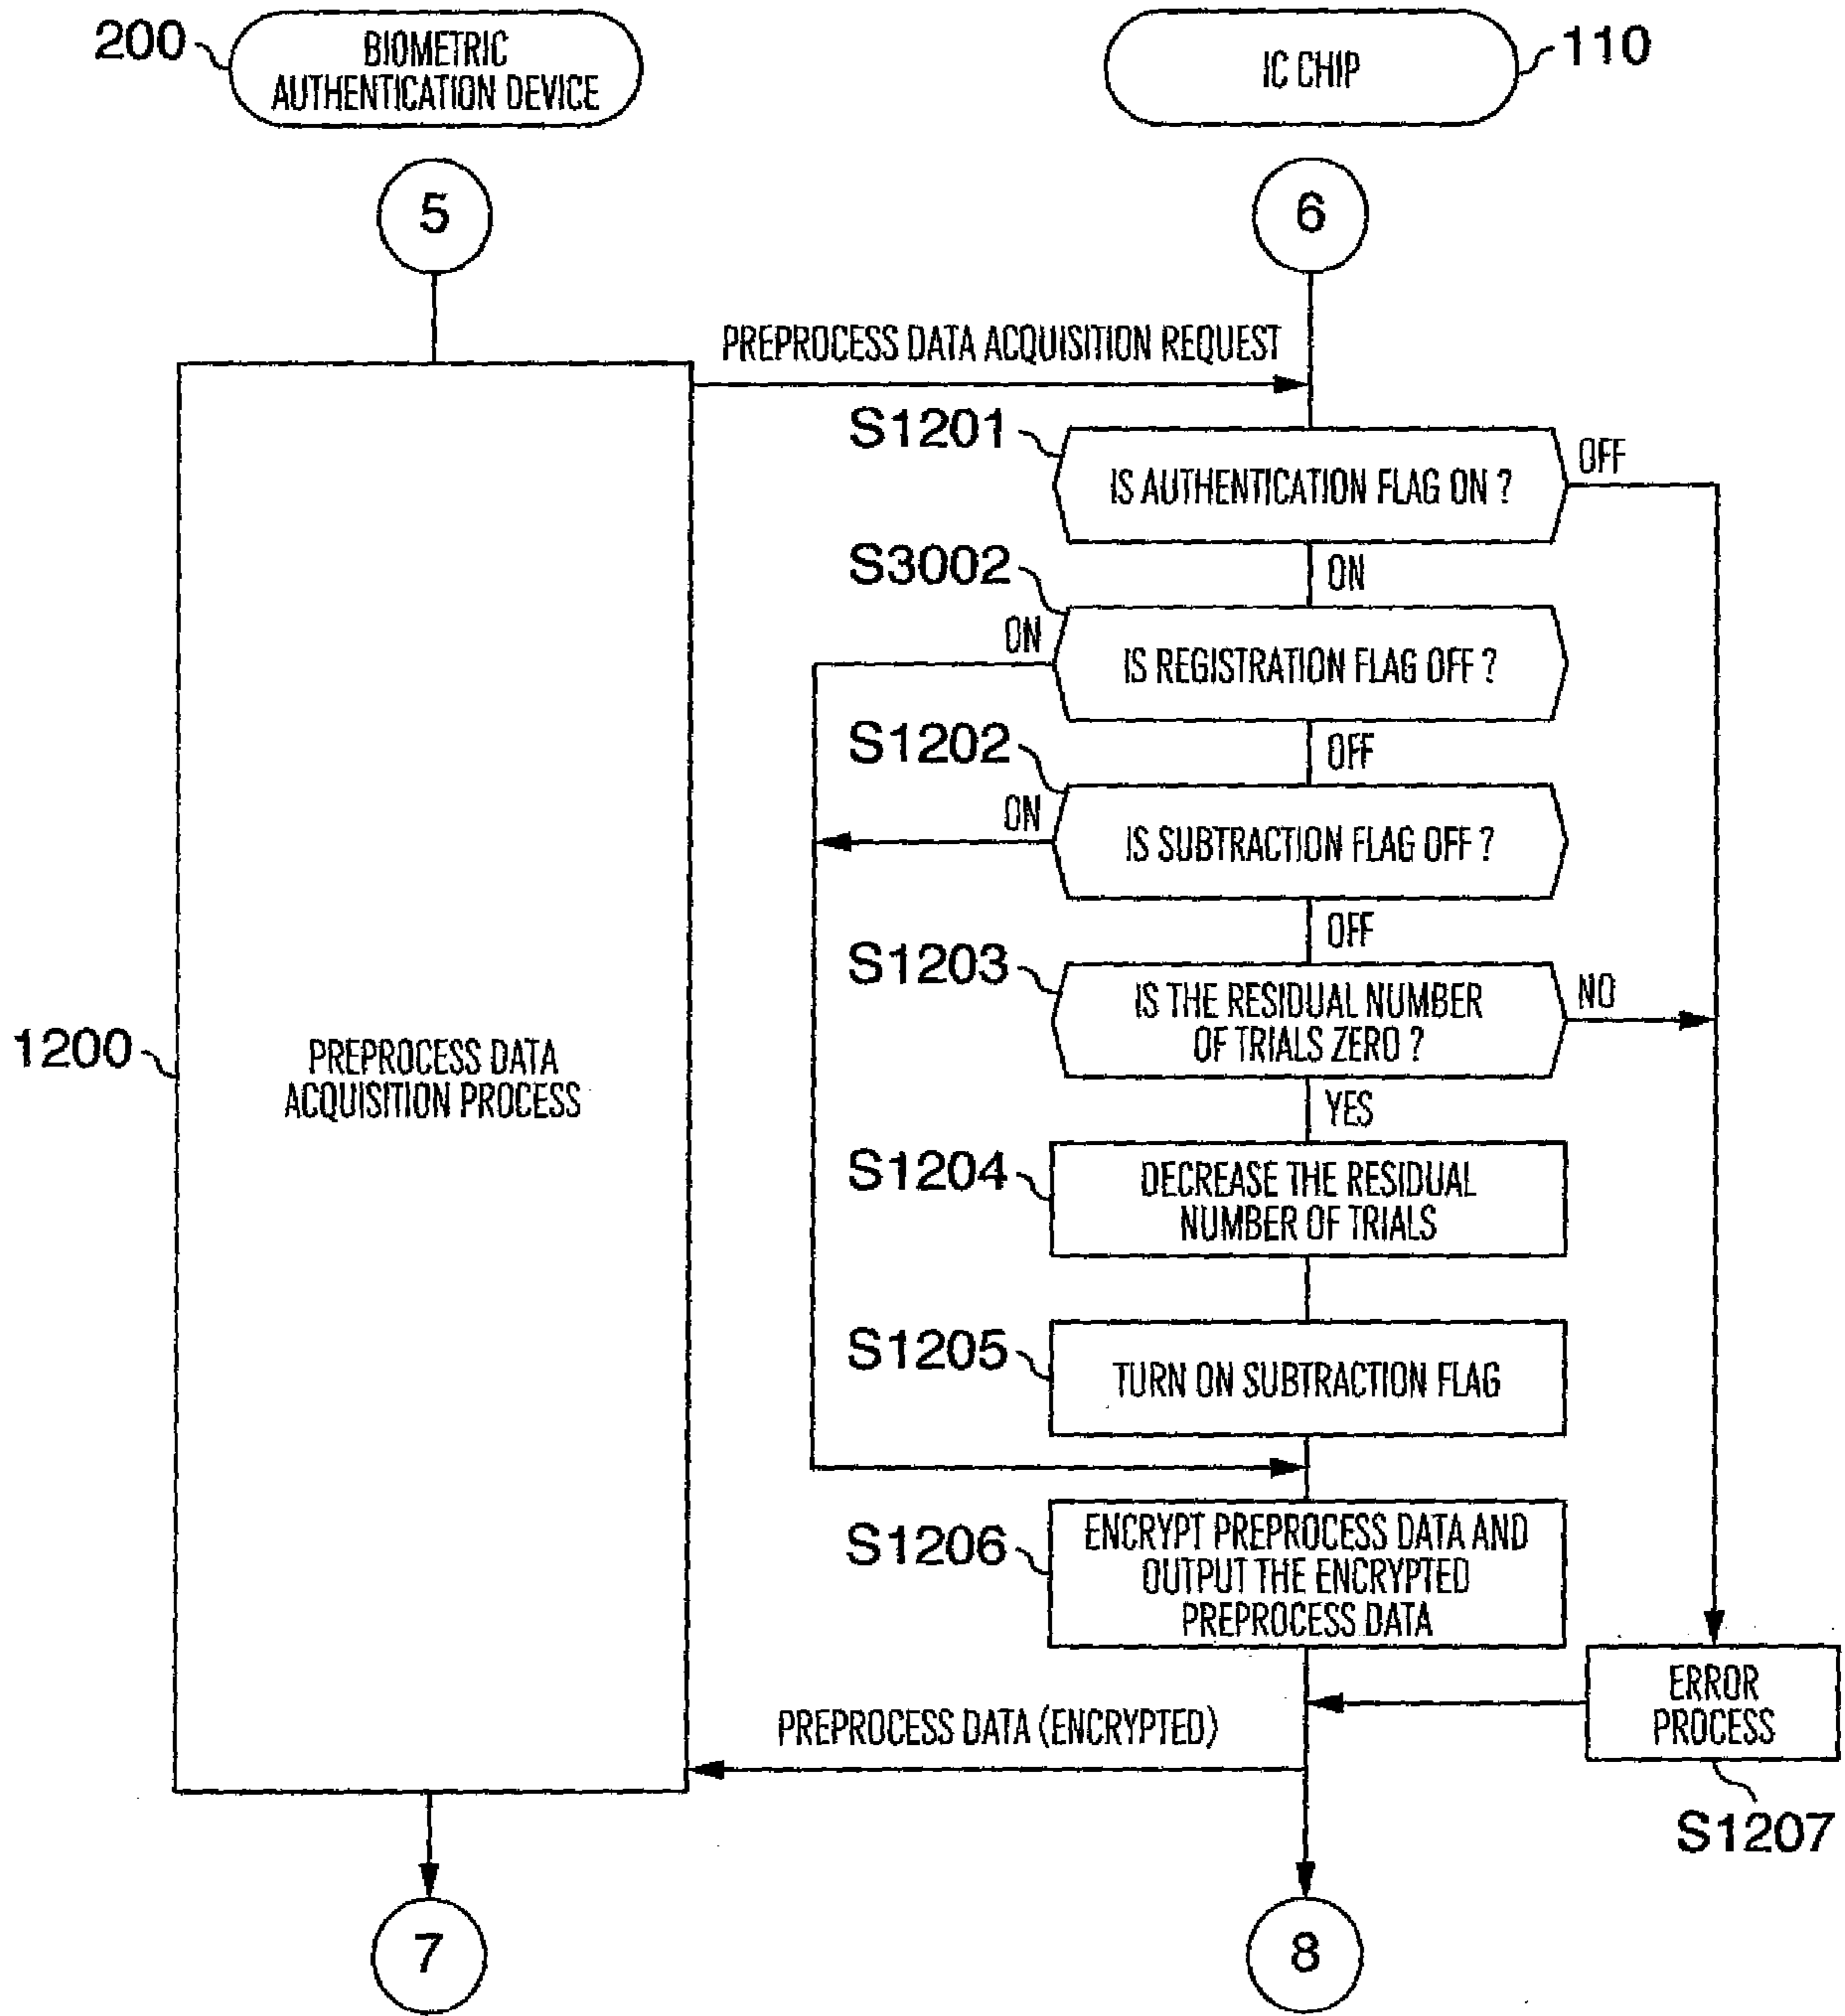 200
BIOMETRIC
AUTHENTICATION DEVICE
IC CHIP
110
5
6
PREPROCESS DATA ACQUISITION REQUEST
S1201
IS AUTHENTICATION FLAG ON ?
OFF
ON
S3002
ON
IS REGISTRATION FLAG OFF ?
OFF
S1202
ON
IS SUBTRACTION FLAG OFF ?
OFF
S1203
IS THE RESIDUAL NUMBER
OF TRIALS ZERO ?
NO
YES
1200
PREPROCESS DATA
ACQUISITION PROCESS
S1204
DECREASE THE RESIDUAL
NUMBER OF TRIALS
S1205
TURN ON SUBTRACTION FLAG
S1206
ENCRYPT PREPROCESS DATA AND
OUTPUT THE ENCRYPTED
PREPROCESS DATA
ERROR
PROCESS
S1207
PREPROCESS DATA (ENCRYPTED)
7
8